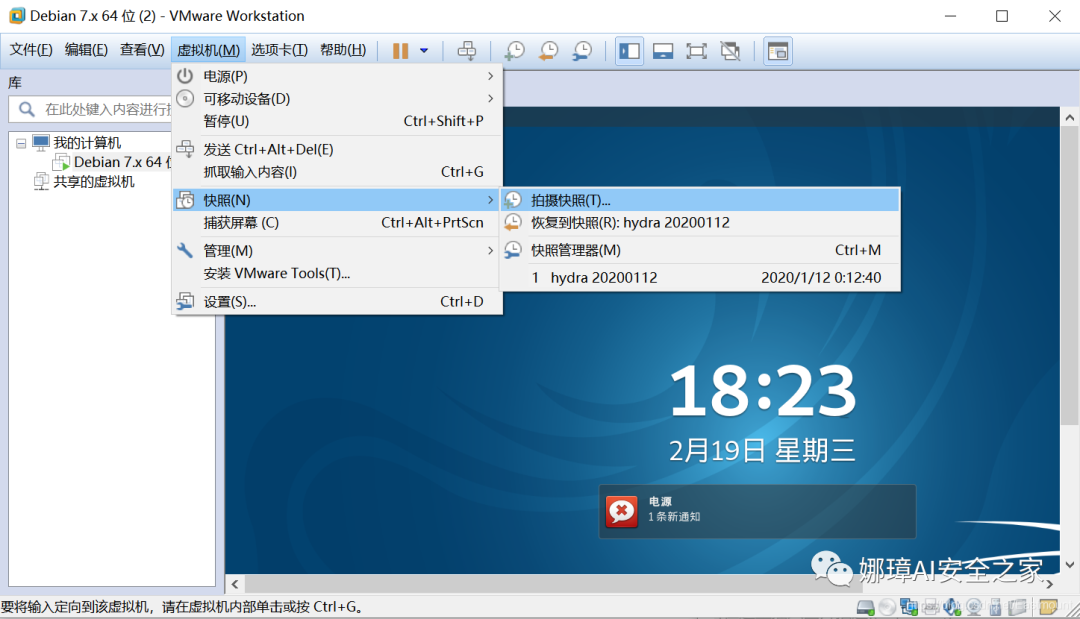 Debian 7.x 64 位 (2) - VMware Workstation
文件(F) 编辑(E) 查看(V) 虚拟机(M) 选项卡(T) 帮助(H)
库
在此处键入内容进行
我的计算机
Debian 7.x 64
共享的虚拟机
电源(P)
可移动设备(D)
暂停(U) Ctrl+Shift+P
发送 Ctrl+Alt+Del(E)
抓取输入内容(I) Ctrl+G
快照(N)
捕获屏幕 (C) Ctrl+Alt+PrtScn
管理(M)
安装 VMware Tools(T)...
设置(S)... Ctrl+D
拍摄快照(T)...
恢复到快照(R): hydra 20200112
快照管理器(M) Ctrl+M
1 hydra 20200112 2020/1/12 0:12:40
18:23
2月19日 星期三
电源
1 条新通知
娜璋AI安全之家
要将输入定向到该虚拟机，请在虚拟机内部单击或按 Ctrl+G。